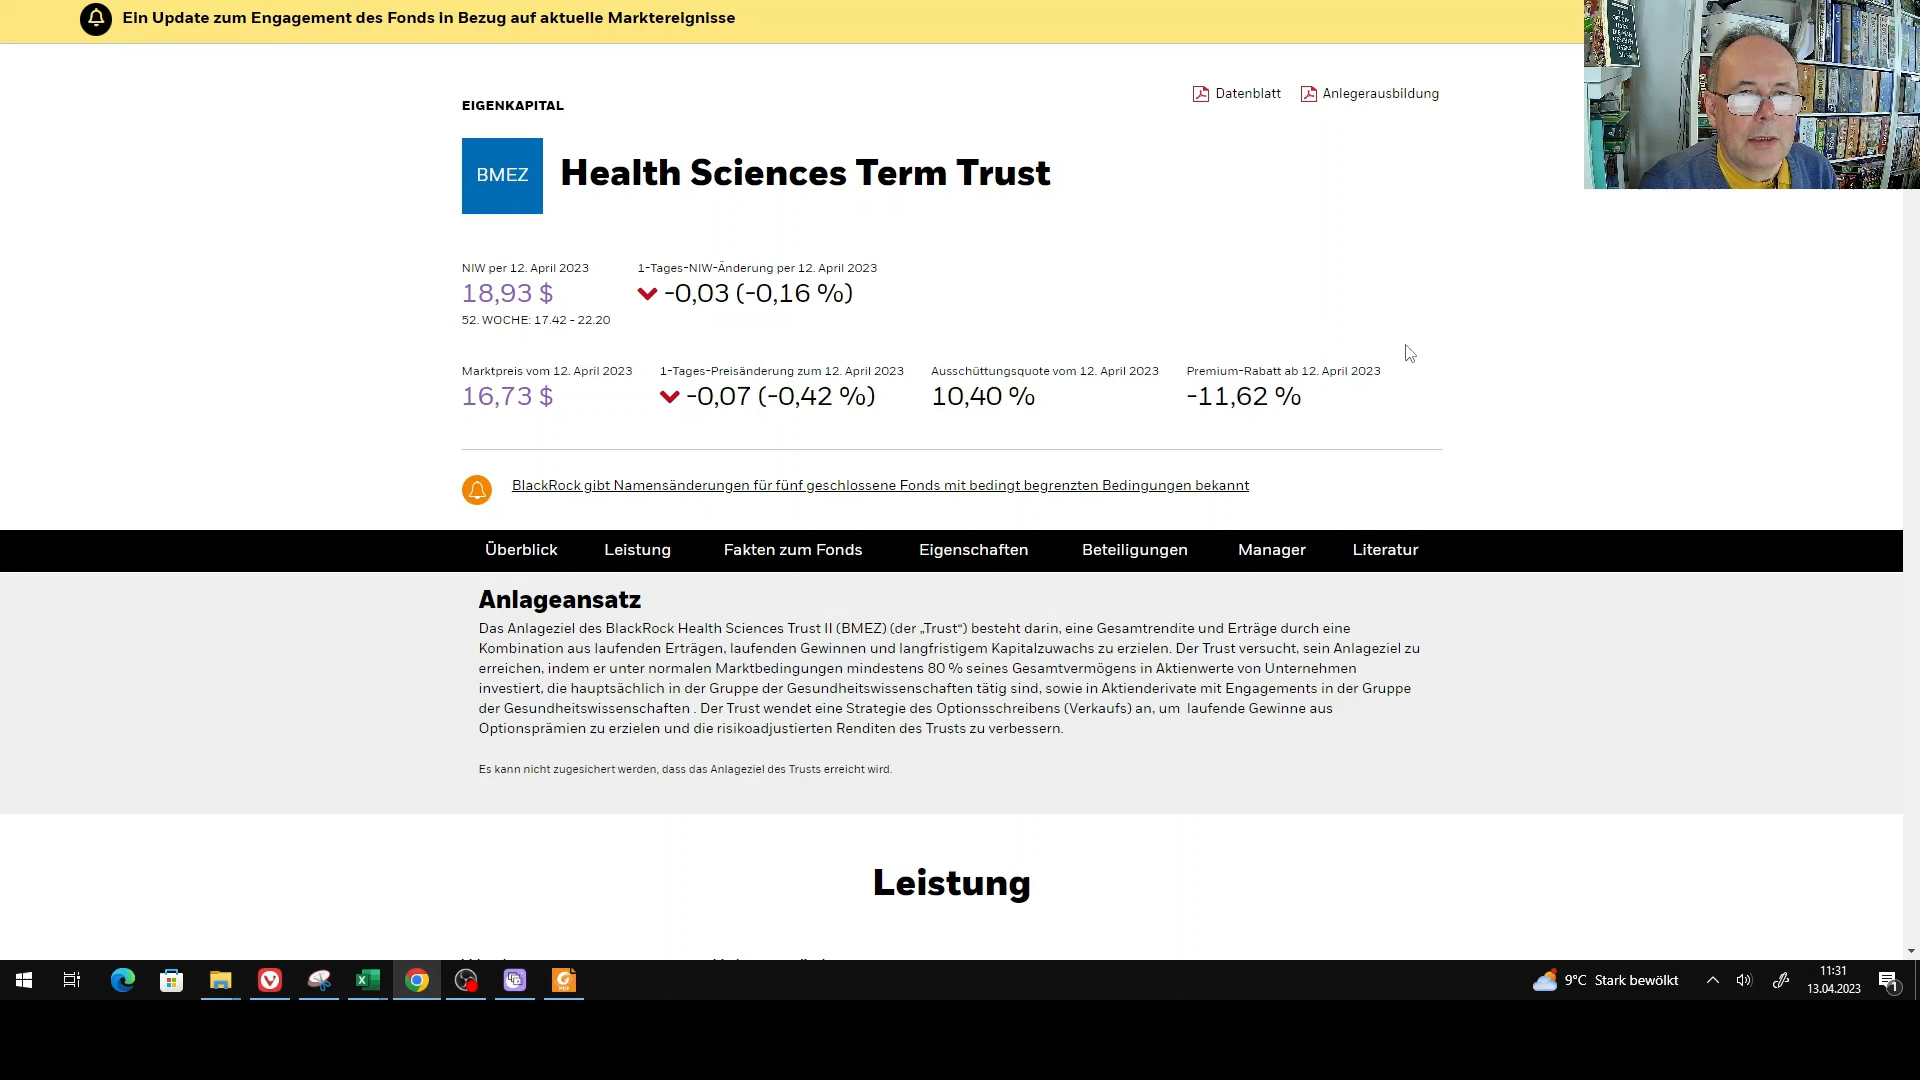 Ein Update zum Engagement des Fonds in Bezug auf aktuelle Marktereignisse
Datenblatt
Anlegerausbildung
EIGENKAPITAL
BMEZ
Health Sciences Term Trust
NIW per 12. April 2023
1-Tages-NIW-Änderung per 12. April 2023
18,93 $
-0,03 (-0,16 %)
52. WOCHE: 17.42 - 22.20
Marktpreis vom 12. April 2023
1-Tages-Preisänderung zum 12. April 2023
Ausschüttungsquote vom 12. April 2023
Premium-Rabatt ab 12. April 2023
16,73 $
-0,07 (-0,42 %)
10,40 %
-11,62 %
BlackRock gibt Namensänderungen für fünf geschlossene Fonds mit bedingt begrenzten Bedingungen bekannt
Überblick
Leistung
Fakten zum Fonds
Eigenschaften
Beteiligungen
Manager
Literatur
Anlageansatz
Das Anlageziel des BlackRock Health Sciences Trust II (BMEZ) (der „Trust“) besteht darin, eine Gesamtrendite und Erträge durch eine
Kombination aus laufenden Erträgen, laufenden Gewinnen und langfristigem Kapitalzuwachs zu erzielen. Der Trust versucht, sein Anlageziel zu
erreichen, indem er unter normalen Marktbedingungen mindestens 80 % seines Gesamtvermögens in Aktienwerte von Unternehmen
investiert, die hauptsächlich in der Gruppe der Gesundheitswissenschaften tätig sind, sowie in Aktienderivate mit Engagements in der Gruppe
der Gesundheitswissenschaften . Der Trust wendet eine Strategie des Optionsschreibens (Verkaufs) an, um  laufende Gewinne aus
Optionsprämien zu erzielen und die risikoadjustierten Renditen des Trusts zu verbessern.
Es kann nicht zugesichert werden, dass das Anlageziel des Trusts erreicht wird.
Leistung
9°C Stark bewölkt
11:31
13.04.2023
1